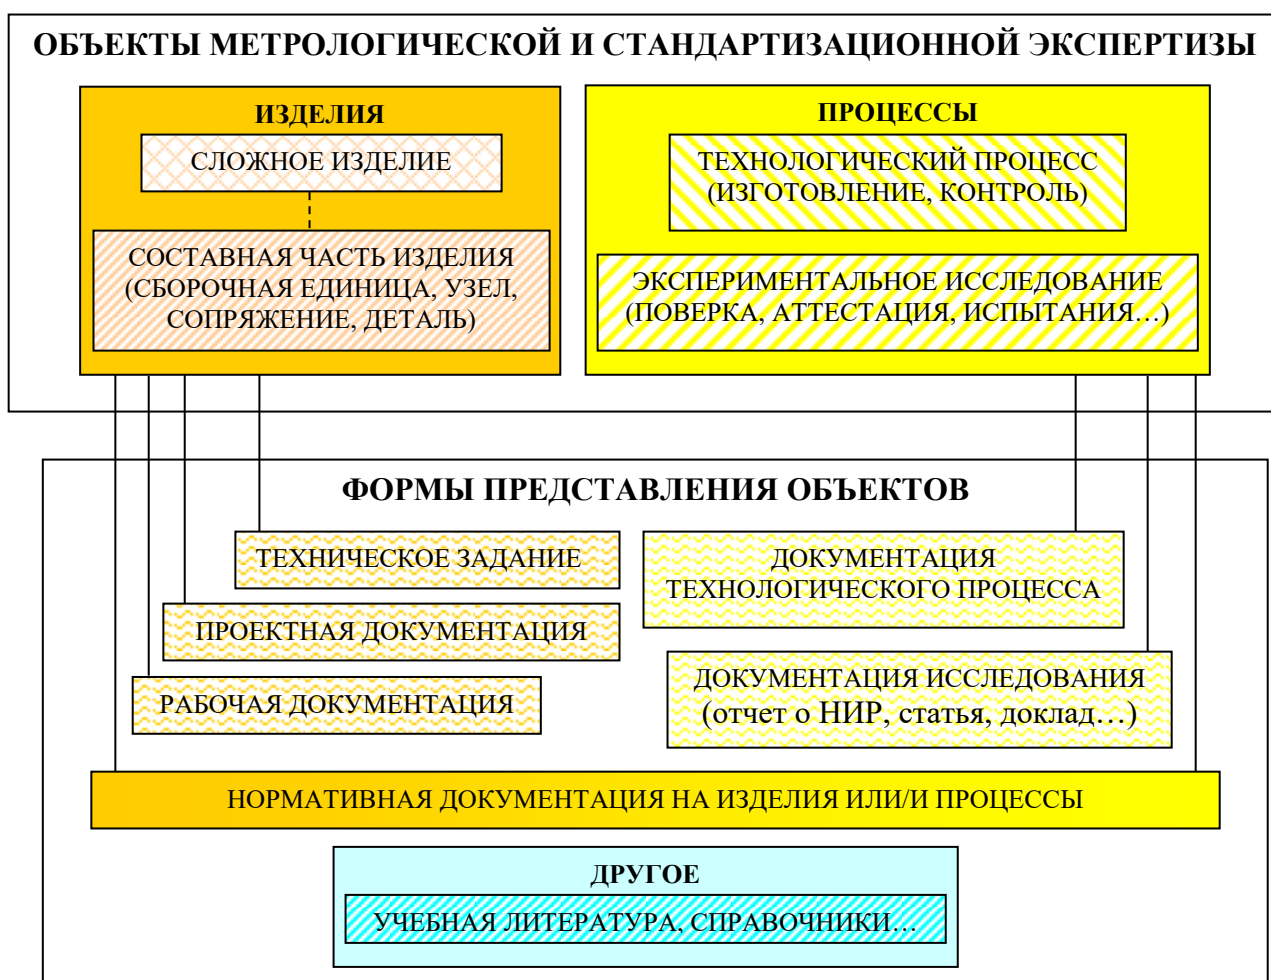 ОБЪЕКТЫ МЕТРОЛОГИЧЕСКОЙ И СТАНДАРТИЗАЦИОННОЙ ЭКСПЕРТИЗЫ
ИЗДЕЛИЯ
СЛОЖНОЕ ИЗДЕЛИЕ
СОСТАВНАЯ ЧАСТЬ ИЗДЕЛИЯ
(СБОРОЧНАЯ ЕДИНИЦА, УЗЕЛ,
СОПРЯЖЕНИЕ, ДЕТАЛЬ)
ПРОЦЕССЫ
ТЕХНОЛОГИЧЕСКИЙ ПРОЦЕСС
(ИЗГОТОВЛЕНИЕ, КОНТРОЛЬ)
ЭКСПЕРИМЕНТАЛЬНОЕ ИССЛЕДОВАНИЕ
(ПОВЕРКА, АТТЕСТАЦИЯ, ИСПЫТАНИЯ…)
ФОРМЫ ПРЕДСТАВЛЕНИЯ ОБЪЕКТОВ
ТЕХНИЧЕСКОЕ ЗАДАНИЕ
ПРОЕКТНАЯ ДОКУМЕНТАЦИЯ
РАБОЧАЯ ДОКУМЕНТАЦИЯ
ДОКУМЕНТАЦИЯ
ТЕХНОЛОГИЧЕСКОГО ПРОЦЕССА
ДОКУМЕНТАЦИЯ ИССЛЕДОВАНИЯ
(отчет о НИР, статья, доклад…)
НОРМАТИВНАЯ ДОКУМЕНТАЦИЯ НА ИЗДЕЛИЯ ИЛИ/И ПРОЦЕССЫ
ДРУГОЕ
УЧЕБНАЯ ЛИТЕРАТУРА, СПРАВОЧНИКИ…